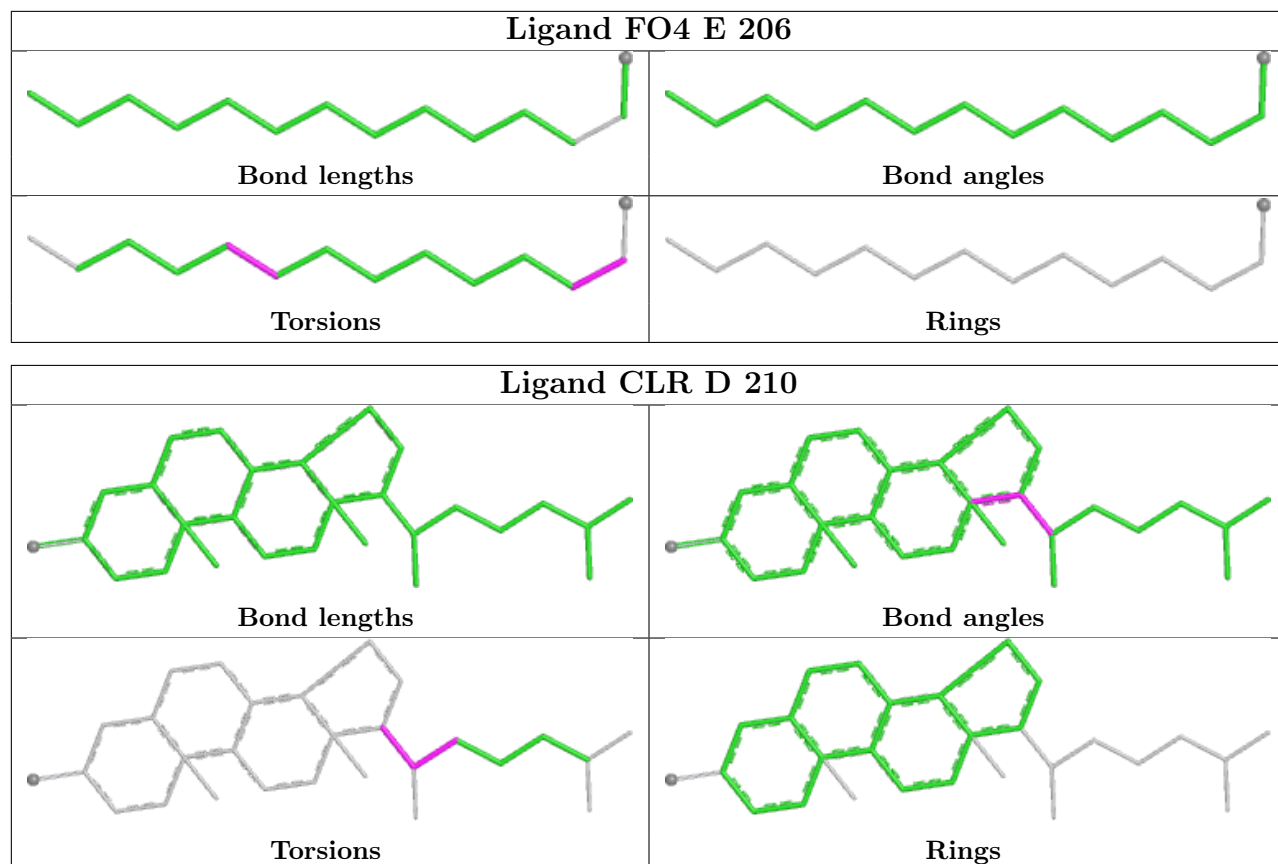 Ligand FO4 E 206
Bond lengths
Bond angles
Torsions
Rings
Ligand CLR D 210
Bond lengths
Bond angles
Torsions
Rings